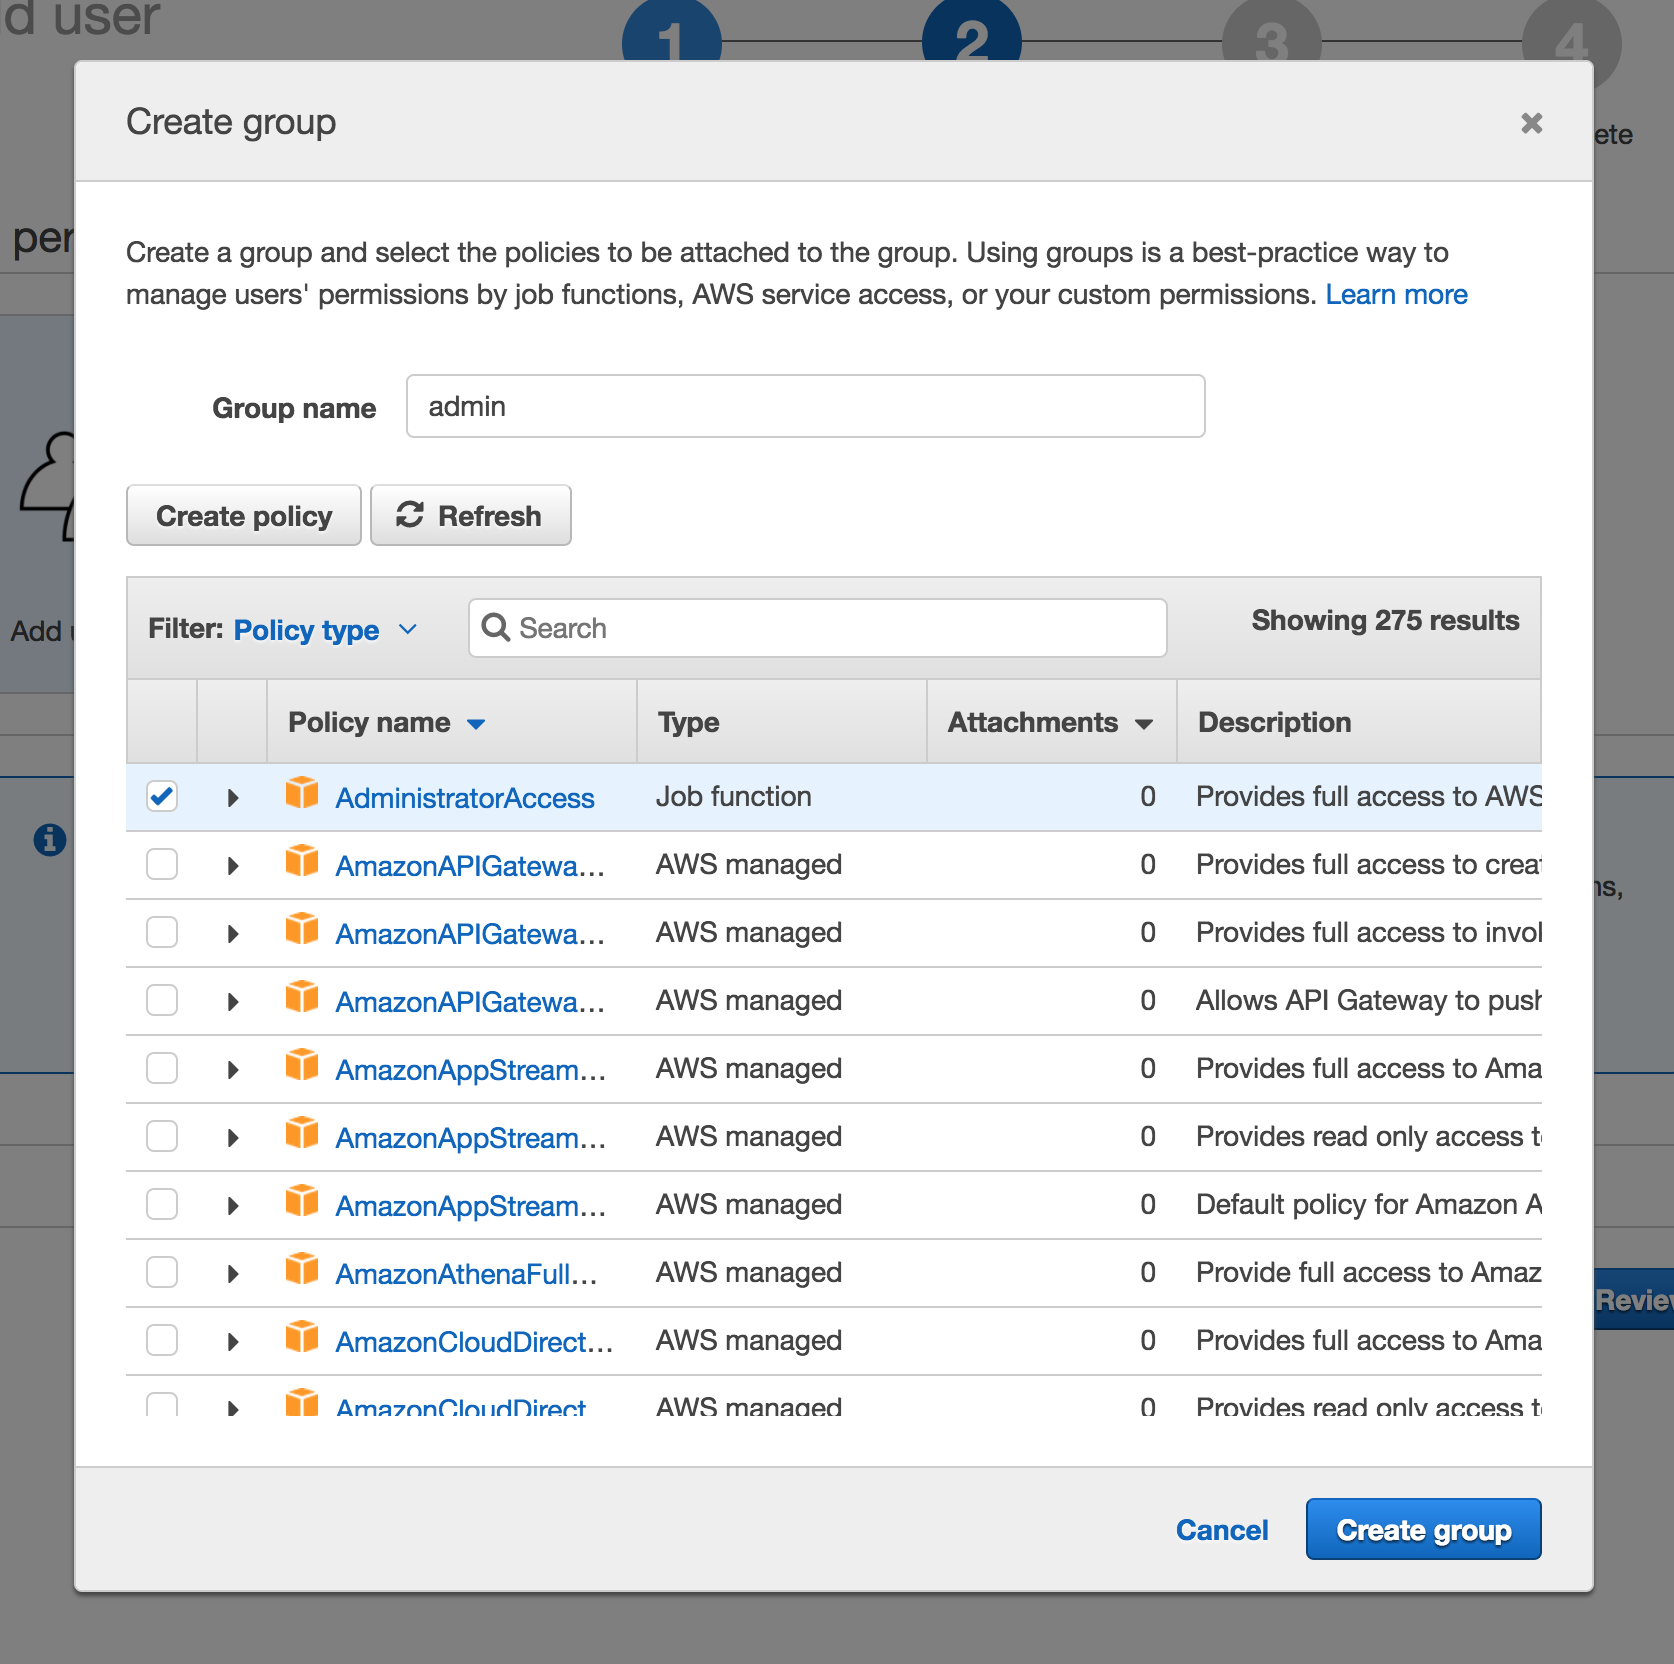 d user
1
2
3
4
Create group
ete
per
Create a group and select the policies to be attached to the group. Using groups is a best-practice way to
manage users' permissions by job functions, AWS service access, or your custom permissions. Learn more
Group name admin
Create policy Refresh
Add
Filter: Policy type Search Showing 275 results
Policy name Type Attachments Description
AdministratorAccess Job function 0 Provides full access to AWS
AmazonAPIGatewa... AWS managed 0 Provides full access to crea
ns,
AmazonAPIGatewa... AWS managed 0 Provides full access to invo
AmazonAPIGatewa... AWS managed 0 Allows API Gateway to push
AmazonAppStream... AWS managed 0 Provides full access to Ama
AmazonAppStream... AWS managed 0 Provides read only access t
AmazonAppStream... AWS managed 0 Default policy for Amazon A
AmazonAthenaFull... AWS managed 0 Provide full access to Amaz
Revie
AmazonCloudDirect... AWS managed 0 Provides full access to Ama
AmazonCloudDirect AWS managed 0 Provides read only access t
Cancel Create group